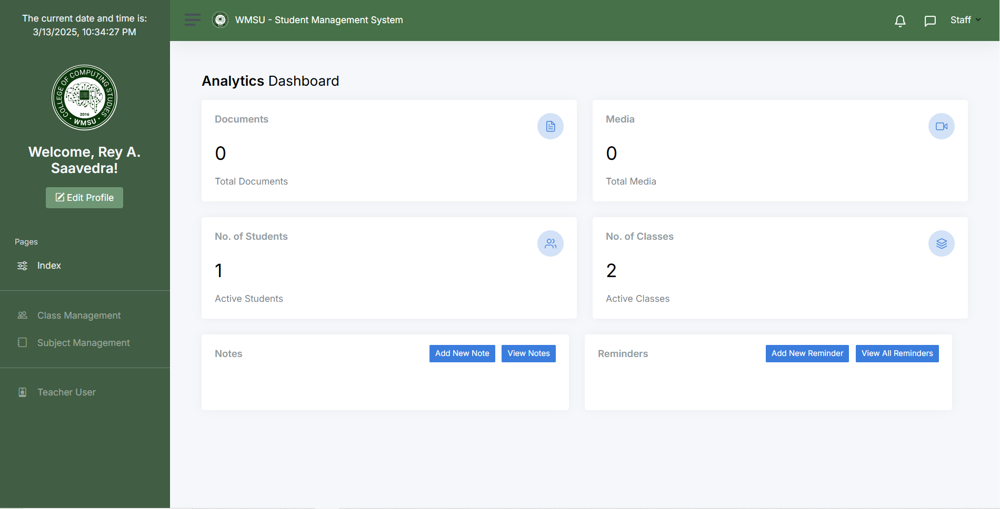 The current date and time is:
3/13/2025, 10:34:27 PM
COLLEGE OF COMPUTING STUDIES
2016
WMSU
Welcome, Rey A.
Saavedra!
Edit Profile
Pages
Index
Class Management
Subject Management
Teacher User
WMSU - Student Management System
Staff
Analytics Dashboard
Documents
0
Total Documents
Media
0
Total Media
No. of Students
1
Active Students
No. of Classes
2
Active Classes
Notes
Add New Note
View Notes
Reminders
Add New Reminder
View All Reminders